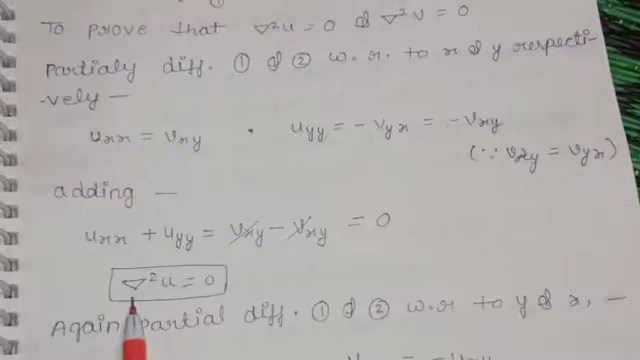 ①
To prove that ∇²u = 0 & ∇²v = 0
Partialy diff. ① & ② w.r. to x & y respecti-
-vely —
uxx = vxy . uyy = - vyx = - vxy
(∵ vxy = vyx)
adding —
uxx + uyy = vxy - vxy = 0
∇²u = 0
Again partial diff. ① & ② w.r to y & x, —